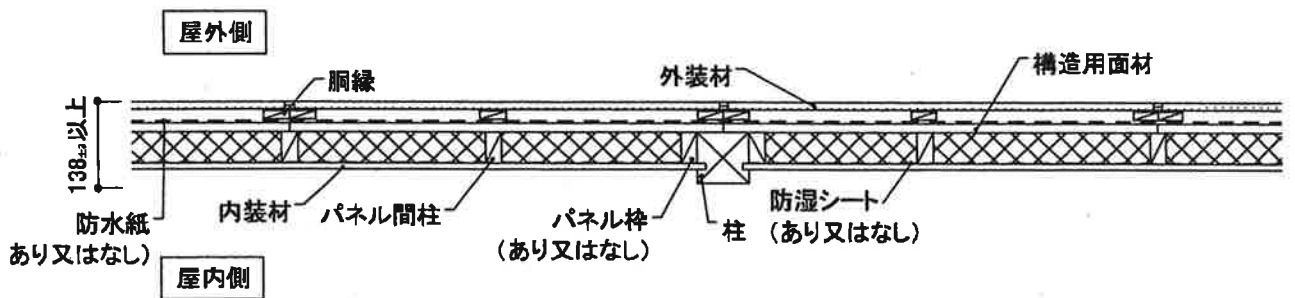 屋外側
胴縁
外装材
構造用面材
138±3以上
防水紙
あり又はなし)
内装材
パネル間柱
パネル枠
(あり又はなし)
柱
防湿シート
(あり又はなし)
屋内側